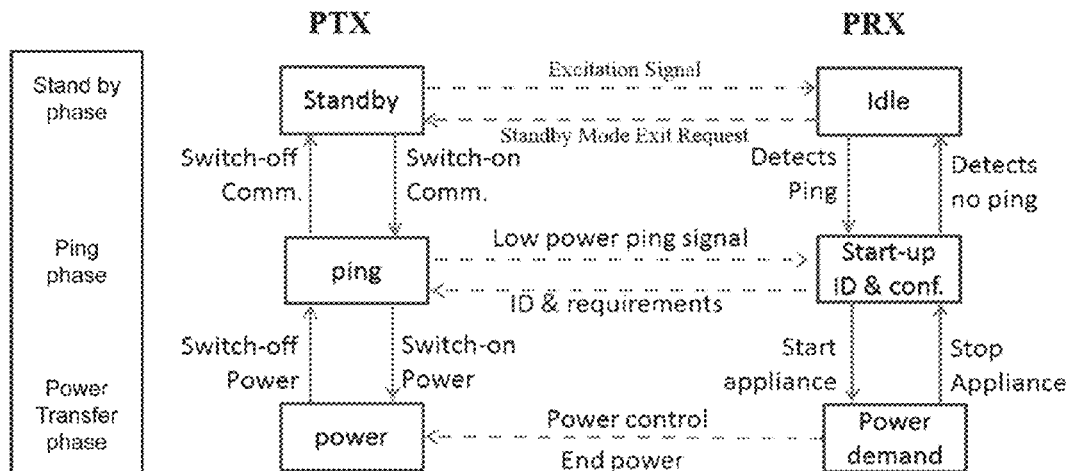 PTX PRX
Stand by
phase
Standby
Excitation Signal
Idle
Standby Mode Exit Request
Switch-off
Comm.
Switch-on
Comm.
Detects
Ping
Detects
no ping
Ping
phase
ping
Low power ping signal
Start-up
ID & conf.
ID & requirements
Switch-off
Power
Switch-on
Power
Start
appliance
Stop
Appliance
Power
Transfer
phase
power
Power control
End power
Power
demand